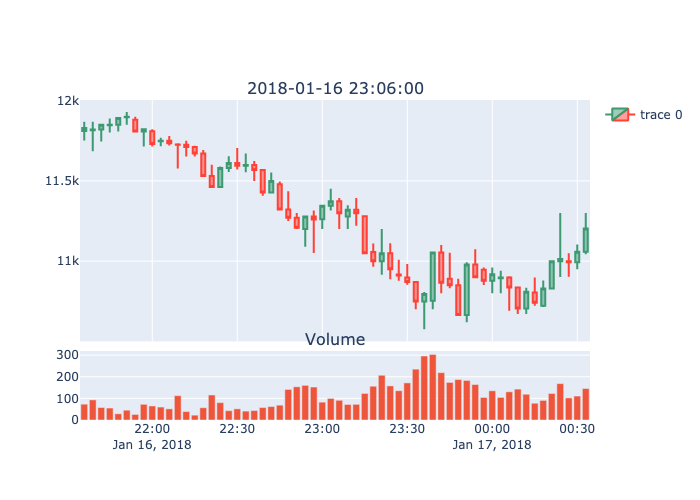 2018-01-16 23:06:00
12k
11.5k
11k
trace 0
Volume
300
200
100
0
22:00 22:30 23:00 23:30 00:00 00:30
Jan 16, 2018 Jan 17, 2018